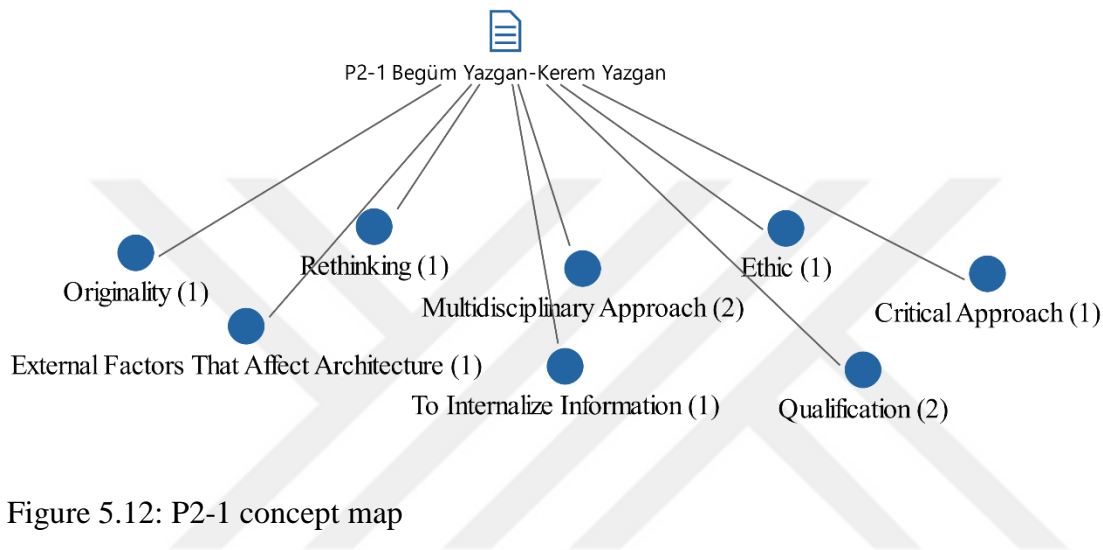 P2-1 Begüm Yazgan-Kerem Yazgan
Originality (1)
Rethinking (1)
Ethic (1)
Multidisciplinary Approach (2)
Critical Approach (1)
External Factors That Affect Architecture (1)
To Internalize Information (1)
Qualification (2)
Figure 5.12: P2-1 concept map